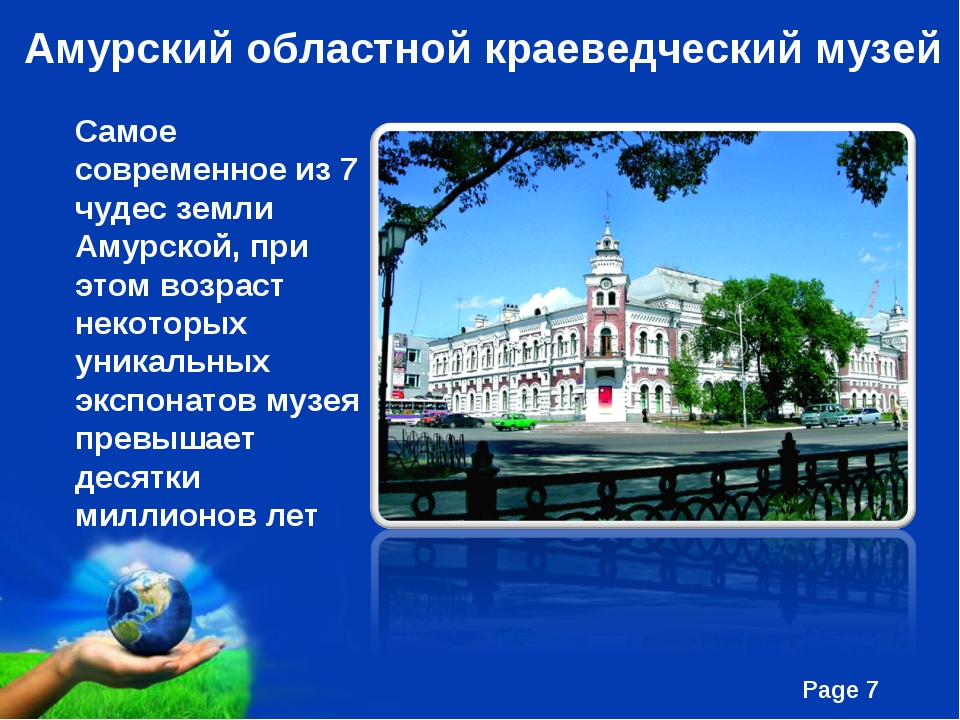 Амурский областной краеведческий музей
Самое
современное из 7
чудес земли
Амурской, при
этом возраст
некоторых
уникальных
экспонатов музея
превышает
десятки
миллионов лет
Page 7